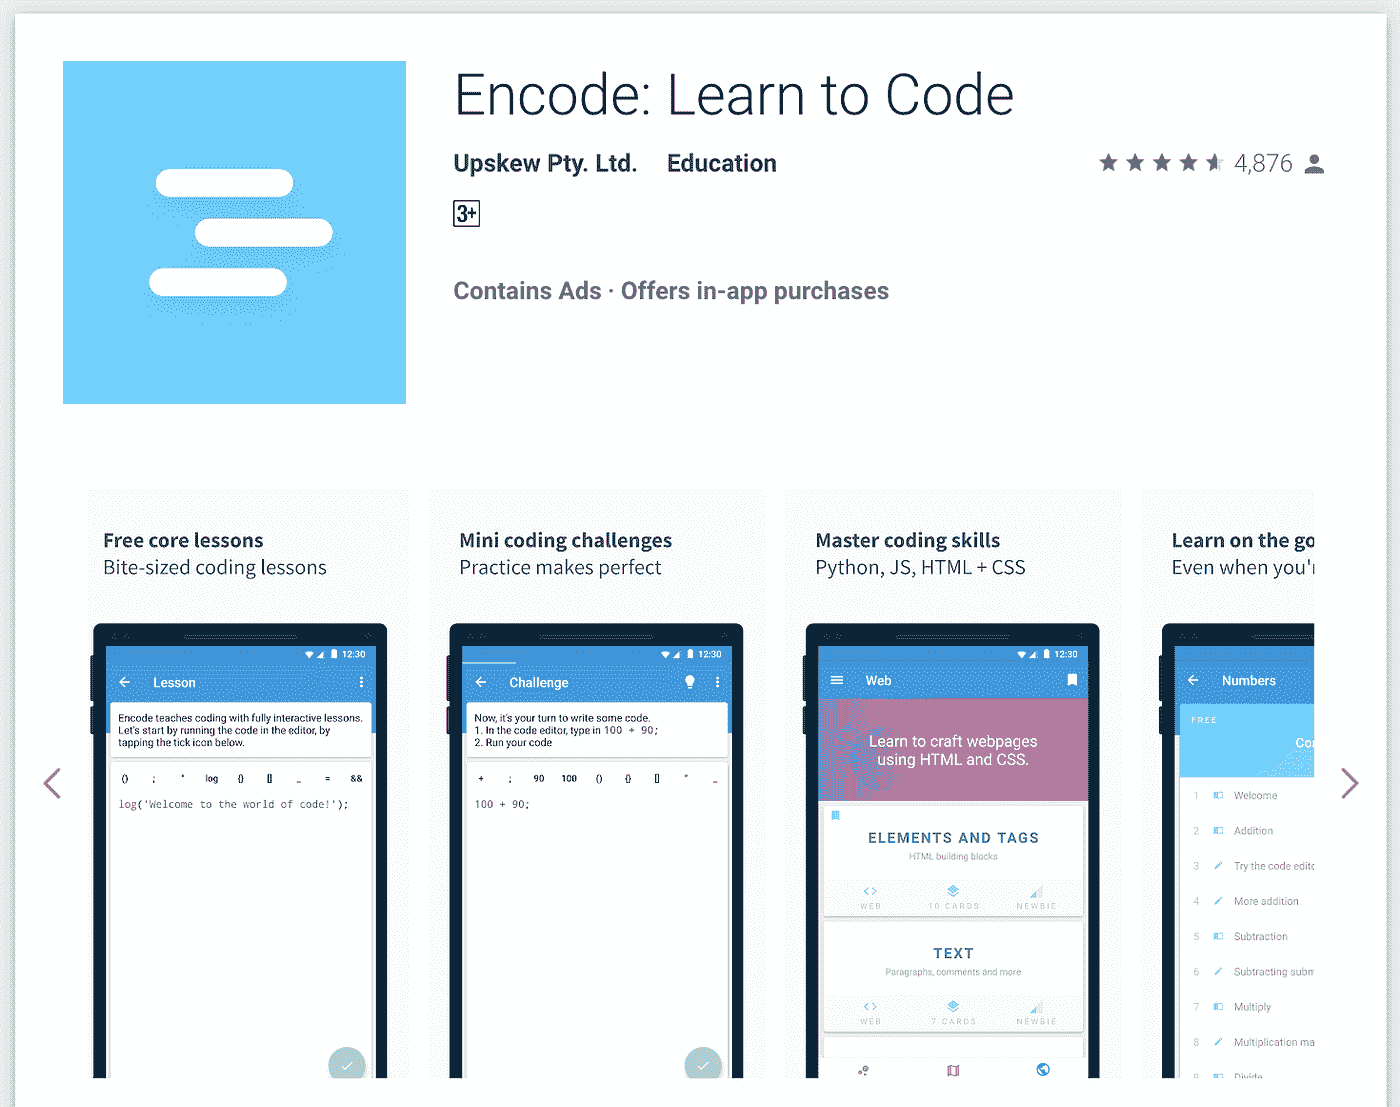 Encode: Learn to Code
Upskew Pty. Ltd. Education
4,876
3+
Contains Ads · Offers in-app purchases
Free core lessons
Bite-sized coding lessons
12:30
Lesson
Encode teaches coding with fully interactive lessons.
Let's start by running the code in the editor, by
tapping the tick icon below.
() ; " log {} [] _ = &&
log('Welcome to the world of code!');
Mini coding challenges
Practice makes perfect
12:30
Challenge
Now, it's your turn to write some code.
1. In the code editor, type in 100 + 90;
2. Run your code
+ ; 90 100 () {} [] " _
100 + 90;
Master coding skills
Python, JS, HTML + CSS
12:30
Web
Learn to craft webpages
using HTML and CSS.
ELEMENTS AND TAGS
HTML building blocks
WEB 10 CARDS NEWBIE
TEXT
Paragraphs, comments and more
WEB 7 CARDS NEWBIE
Learn on the go
Even when you'r
Numbers
FREE
Co
1 Welcome
2 Addition
3 Try the code edito
4 More addition
5 Subtraction
6 Subtracting subm
7 Multiply
8 Multiplication ma
9 Divide